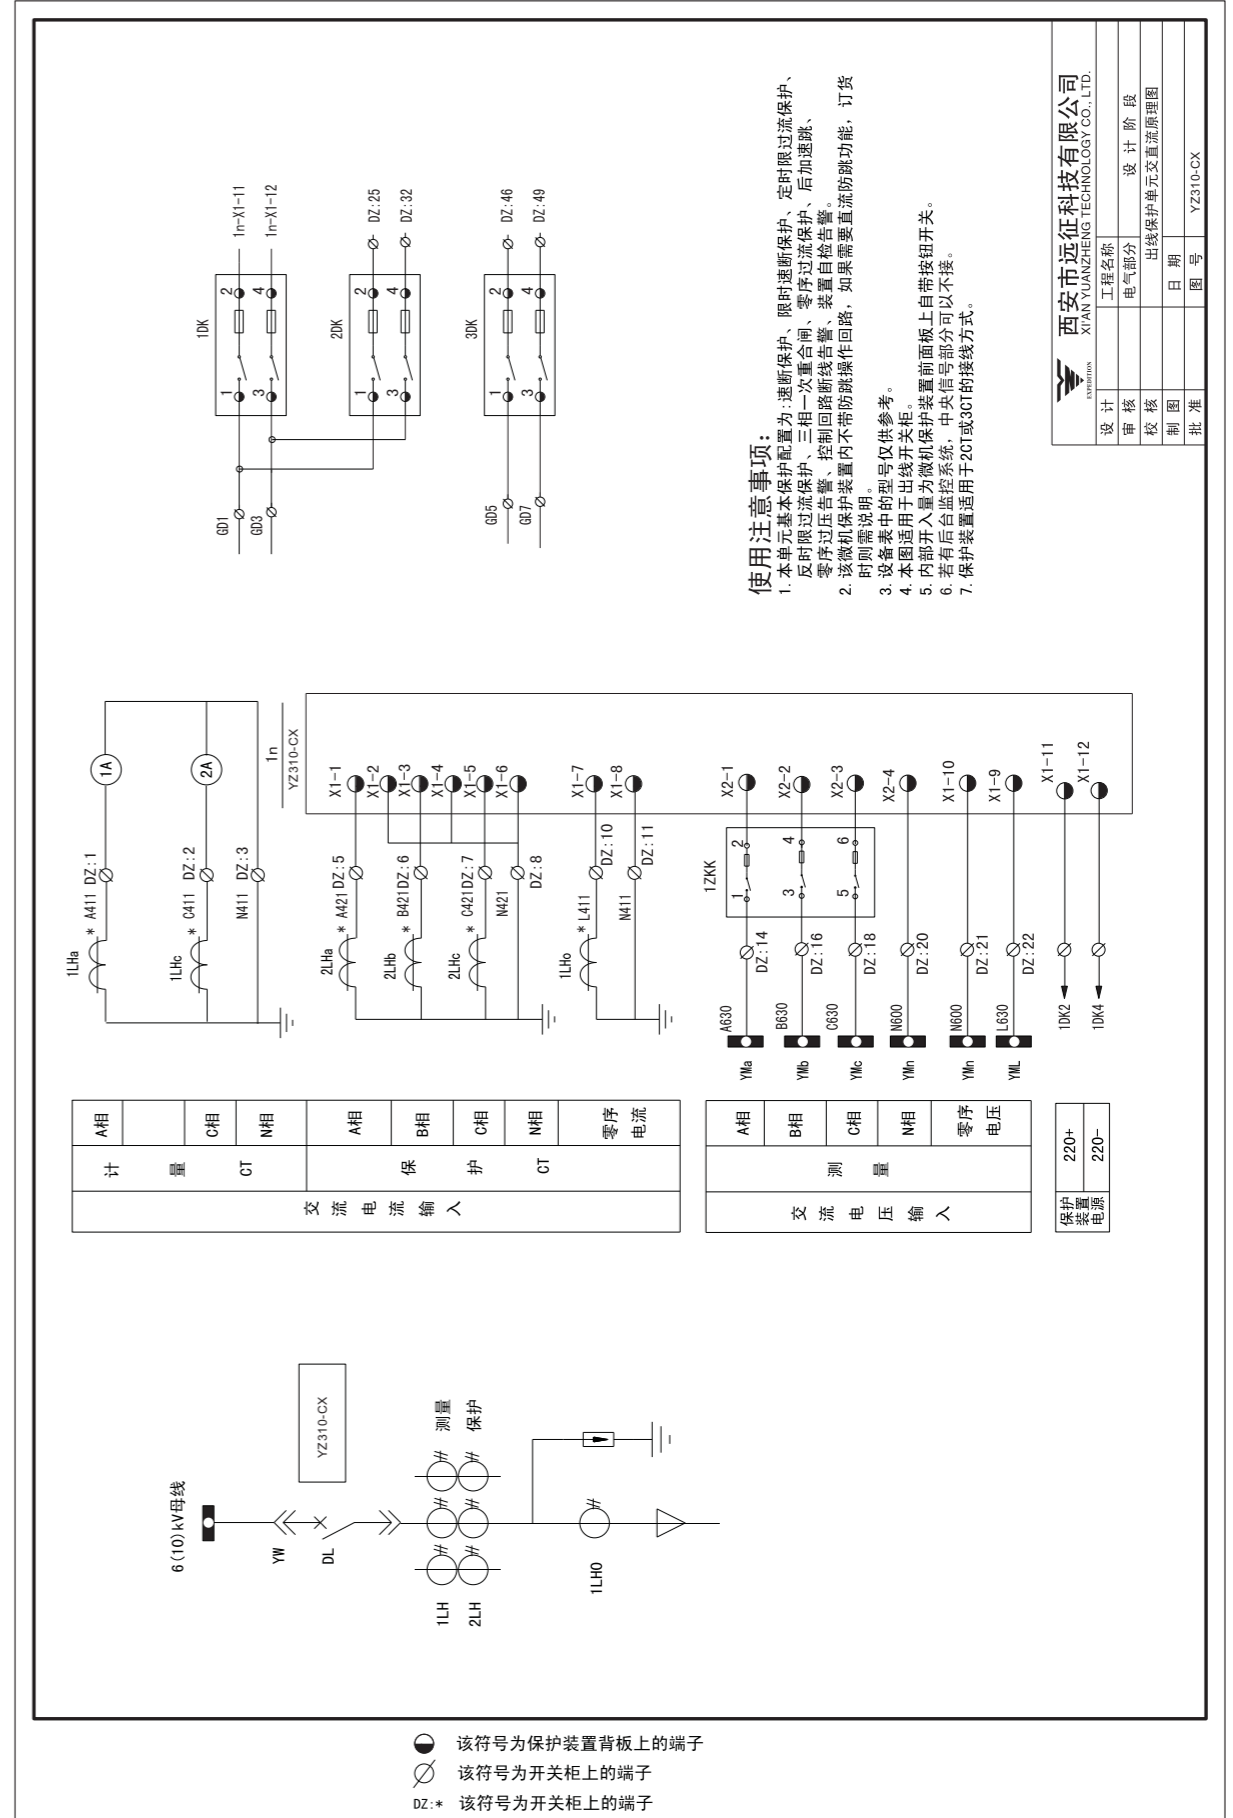 6(10)kV母线
YW
DL
YZ310-CX
1LH
2LH
测量
保护
1LHO
交流电流输入
计量CT
保护CT
A相
C相
N相
A相
B相
C相
N相
零序
电流
交流电压输入
测量
A相
B相
C相
N相
零序
电压
保护
装置
电源
220+
220-
1LHa
* A411 DZ:1
1A
1LHc
* C411 DZ:2
2A
N411 DZ:3
1n
YZ310-CX
2LHa
* A421 DZ:5
X1-1
X1-2
2LHb
* B421 DZ:6
X1-3
X1-4
2LHc
* C421 DZ:7
X1-5
N421 DZ:8
X1-6
1LHo
* L411 DZ:10
X1-7
N411 DZ:11
X1-8
1ZKK
YMa A630 DZ:14 1 2 X2-1
YMb B630 DZ:16 3 4 X2-2
YMc C630 DZ:18 5 6 X2-3
YMn N600 DZ:20 X2-4
YMn N600 DZ:21 X1-10
YML L630 DZ:22 X1-9
1DK2 X1-11
1DK4 X1-12
1DK
GD1 1 2 1n-X1-11
GD3 3 4 1n-X1-12
2DK
1 2 DZ:25
3 4 DZ:32
3DK
GD5 1 2 DZ:46
GD7 3 4 DZ:49
使用注意事项:
1. 本单元基本保护配置为:速断保护、限时速断保护、定时限过流保护、
反时限过流保护、三相一次重合闸、零序过流保护、后加速跳、
零序过压告警、控制回路断线告警、装置自检告警。
2. 该微机保护装置内不带防跳操作回路, 如果需要直流防跳功能, 订货
时则需说明。
3. 设备表中的型号仅供参考。
4. 本图适用于出线开关柜。
5. 内部开入量为微机保护装置前面板上自带按钮开关。
6. 若有后台监控系统, 中央信号部分可以不接。
7. 保护装置适用于2CT或3CT的接线方式。
EXPEDITION
西安市远征科技有限公司
XI'AN YUANZHENG TECHNOLOGY CO., LTD.
设计 工程名称
审核 电气部分 设计阶段
校核 出线保护单元交直流原理图
制图 日期
批准 图号 YZ310-CX
该符号为保护装置背板上的端子
该符号为开关柜上的端子
DZ:* 该符号为开关柜上的端子